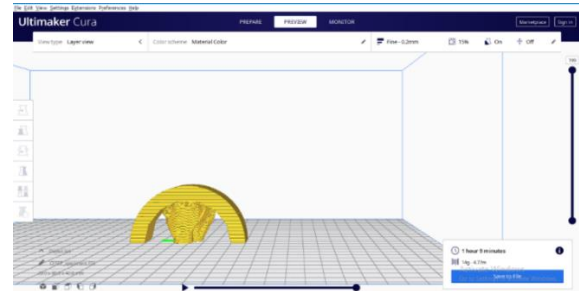 File Edit View Settings Extensions Preferences Help
Ultimaker Cura
PREPARE PREVIEW MONITOR
Marketplace Sign in
View type Layer view
Color scheme Material Color
Fine - 0.2mm
15%
On
Off
1 hour 9 minutes
Save to File